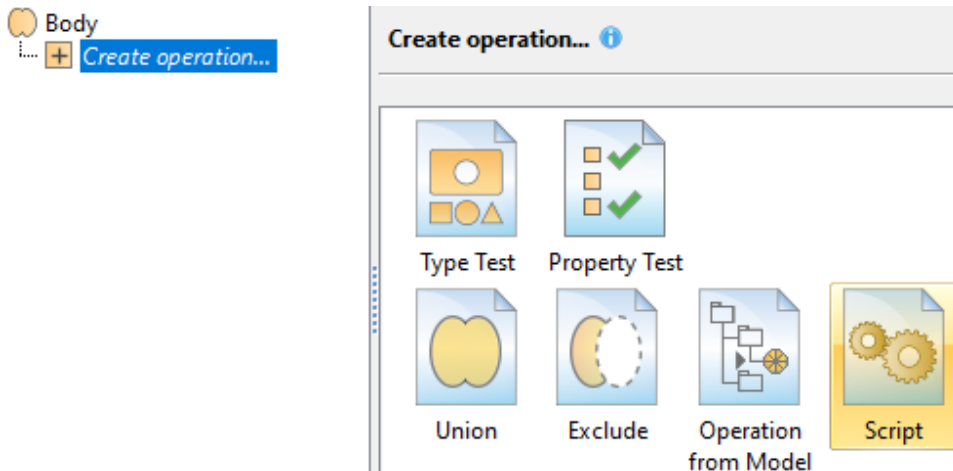 Body
Create operation...
Create operation...
Type Test
Property Test
Union
Exclude
Operation
from Model
Script